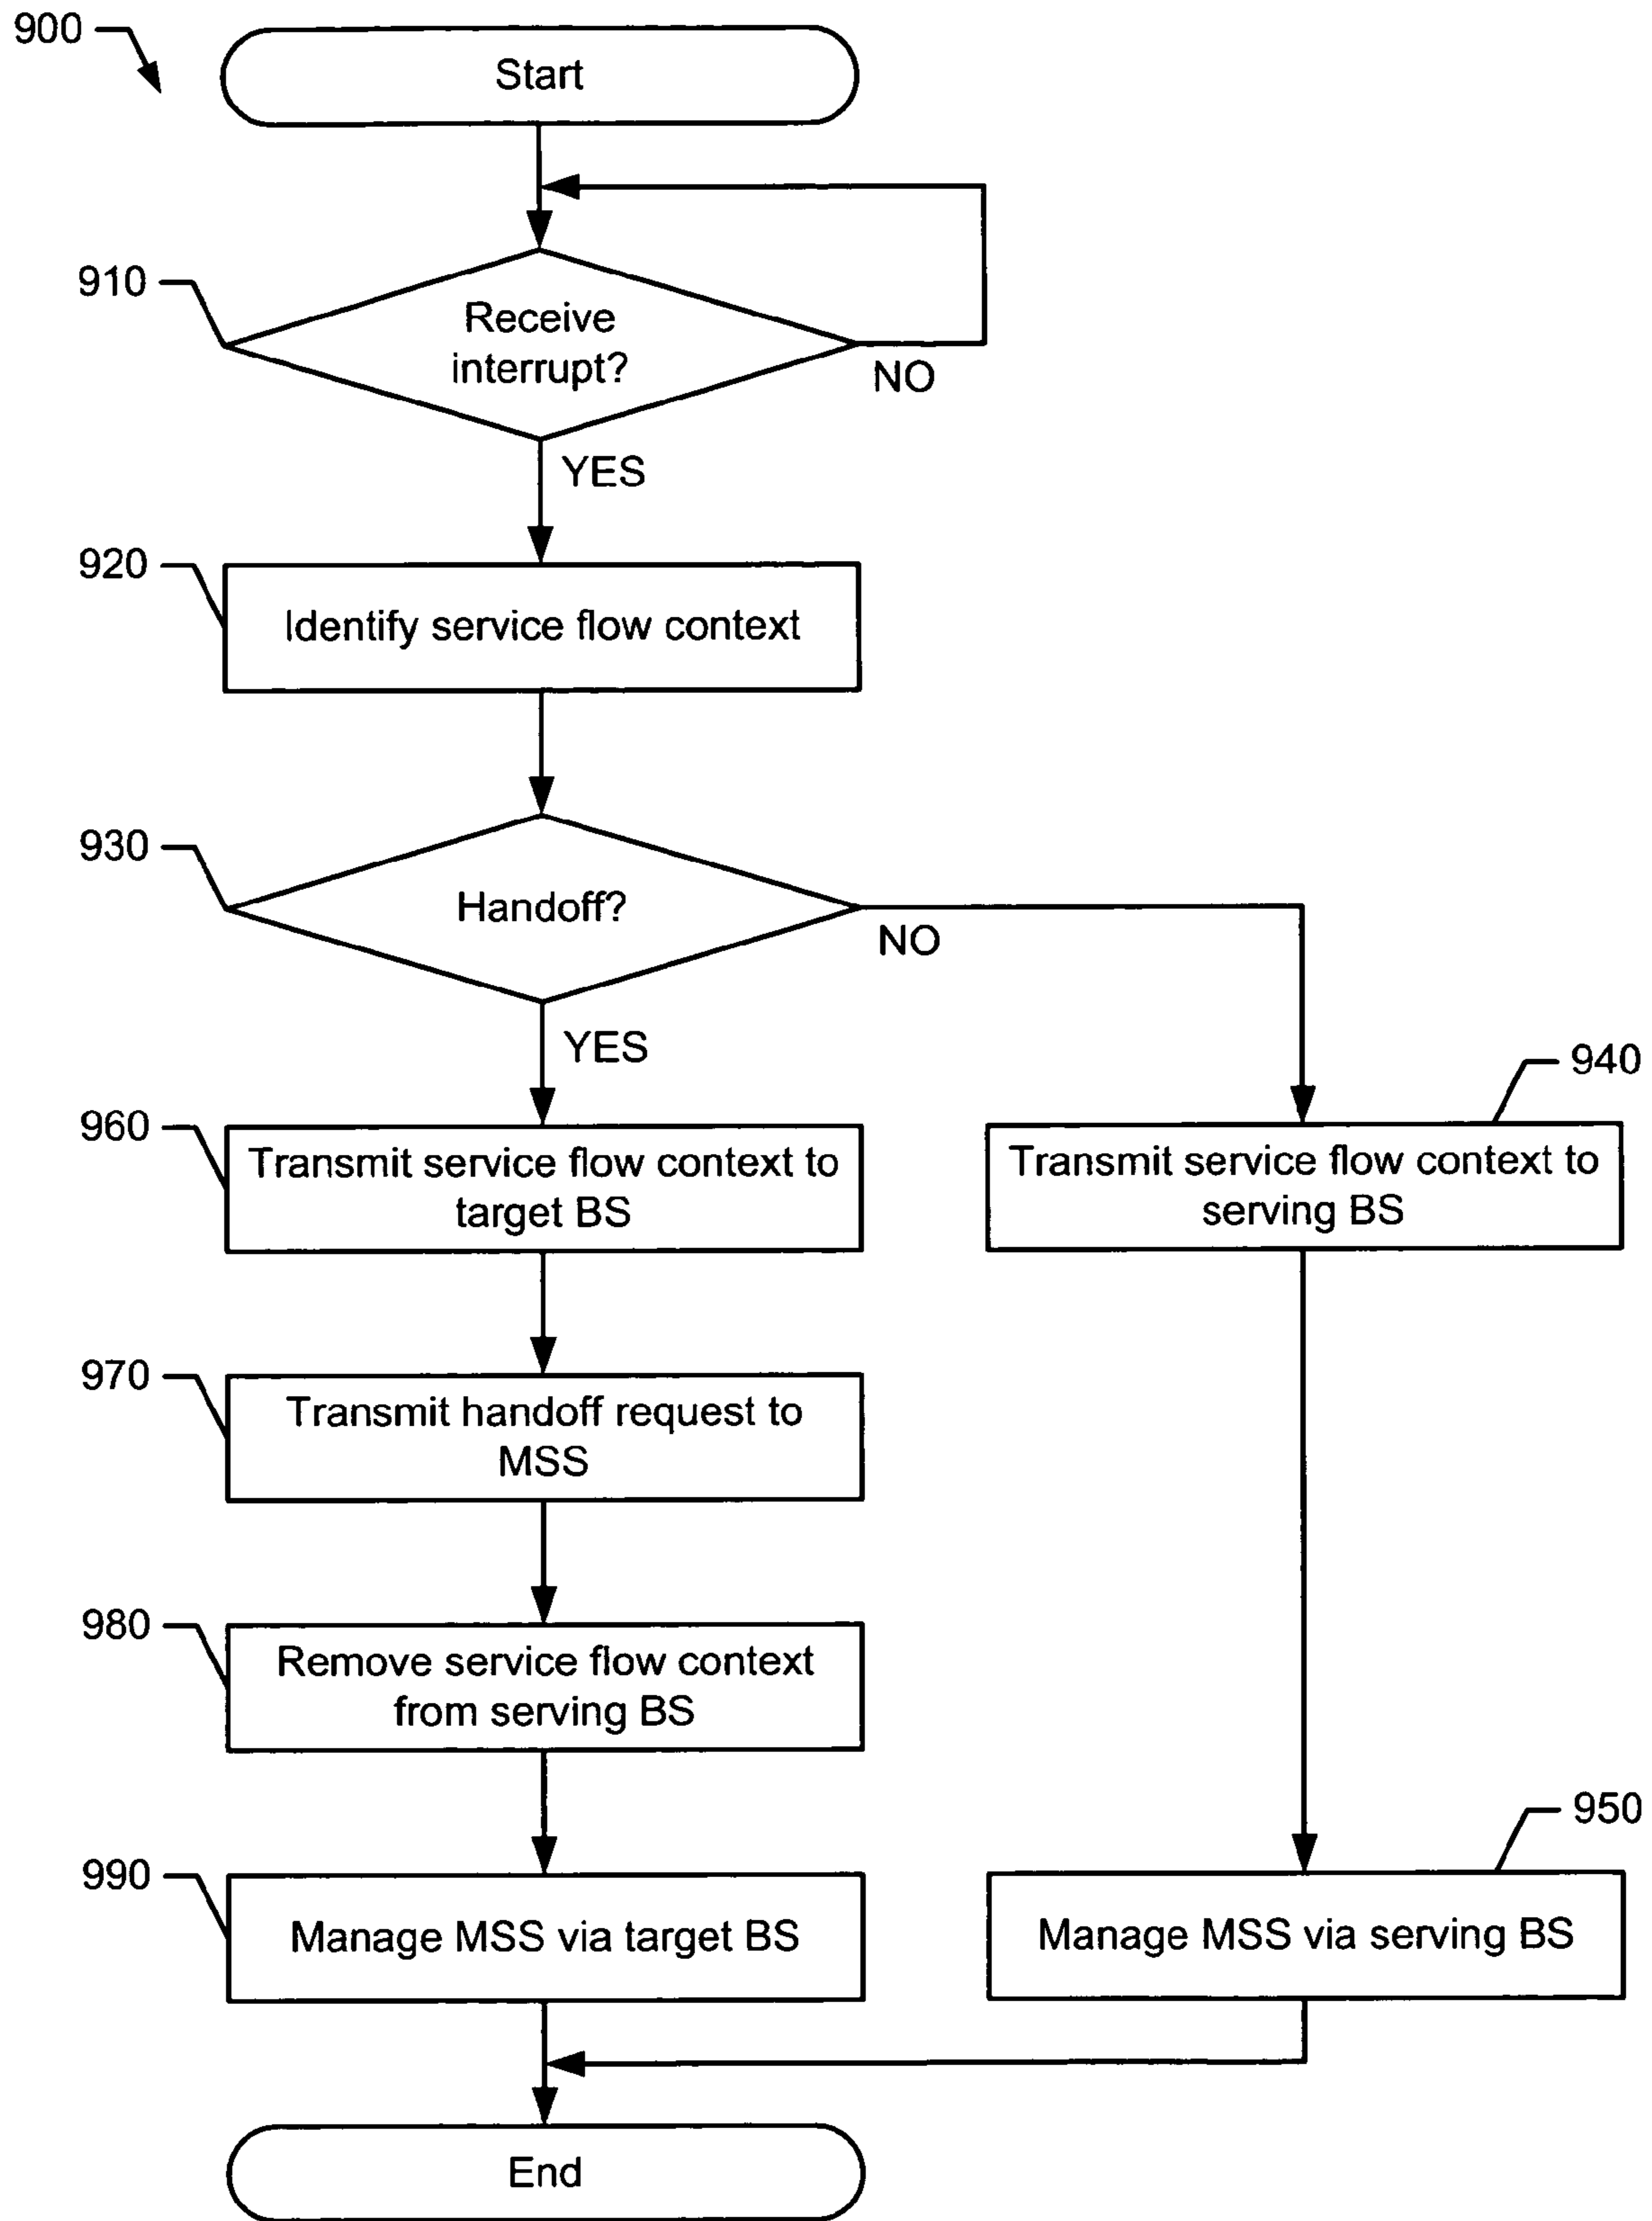 900
Start
910
Receive
interrupt?
NO
YES
920
Identify service flow context
930
Handoff?
NO
YES
940
960
Transmit service flow context to
target BS
Transmit service flow context to
serving BS
970
Transmit handoff request to
MSS
980
Remove service flow context
from serving BS
950
990
Manage MSS via target BS
Manage MSS via serving BS
End